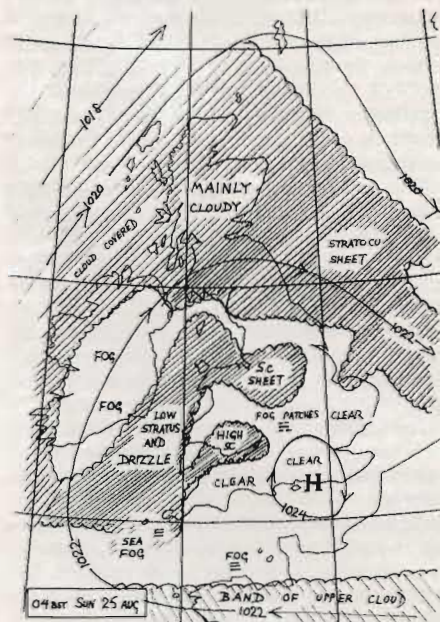 1018
1020
CLOUD COVERED
MAINLY
CLOUDY
1020
STRATOCU
SHEET
1022
FOG
FOG
SC
SHEET
LOW
STRATUS
AND
DRIZZLE
FOG PATCHES
CLEAR
HIGH
SC
CLEAR
CLEAR
H
1024
1022
SEA
FOG
FOG
04 BST SUN 25 AUG
BAND OF UPPER CLOUD
1022